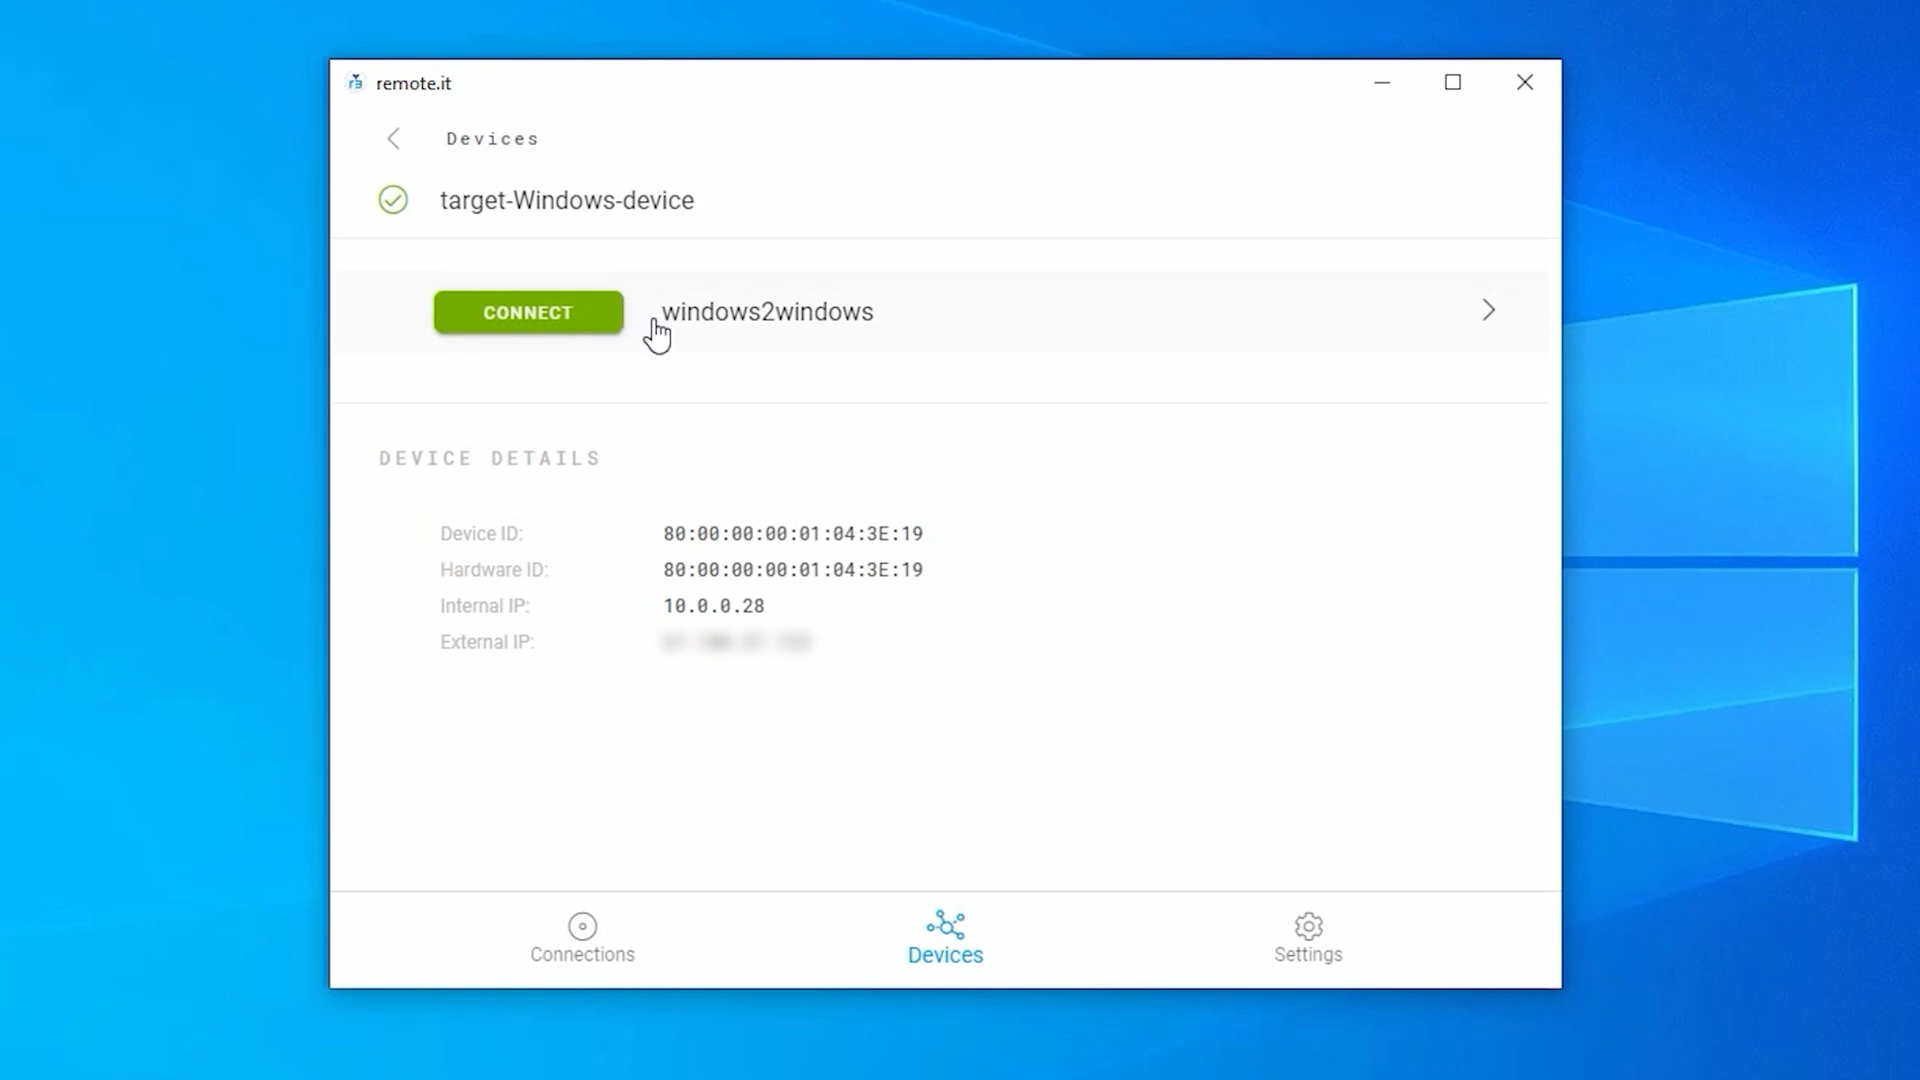 remote.it
Devices
target-Windows-device
CONNECT
windows2windows
DEVICE DETAILS
Device ID: 80:00:00:00:01:04:3E:19
Hardware ID: 80:00:00:00:01:04:3E:19
Internal IP: 10.0.0.28
External IP:
Connections
Devices
Settings